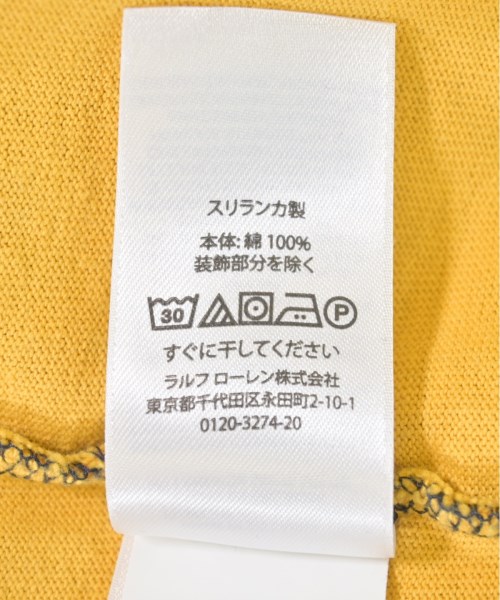 スリランカ製
本体: 綿 100%
装飾部分を除く
30 P
すぐに干してください
ラルフ ローレン株式会社
東京都千代田区永田町2-10-1
0120-3274-20